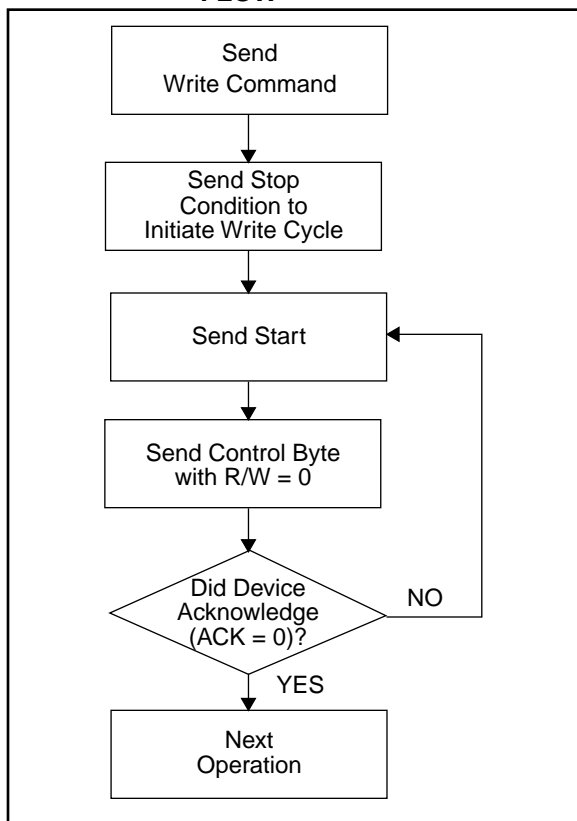 FLOW
Send
Write Command
Send Stop
Condition to
Initiate Write Cycle
Send Start
Send Control Byte
with R/W = 0
Did Device
Acknowledge
(ACK = 0)?
NO
YES
Next
Operation